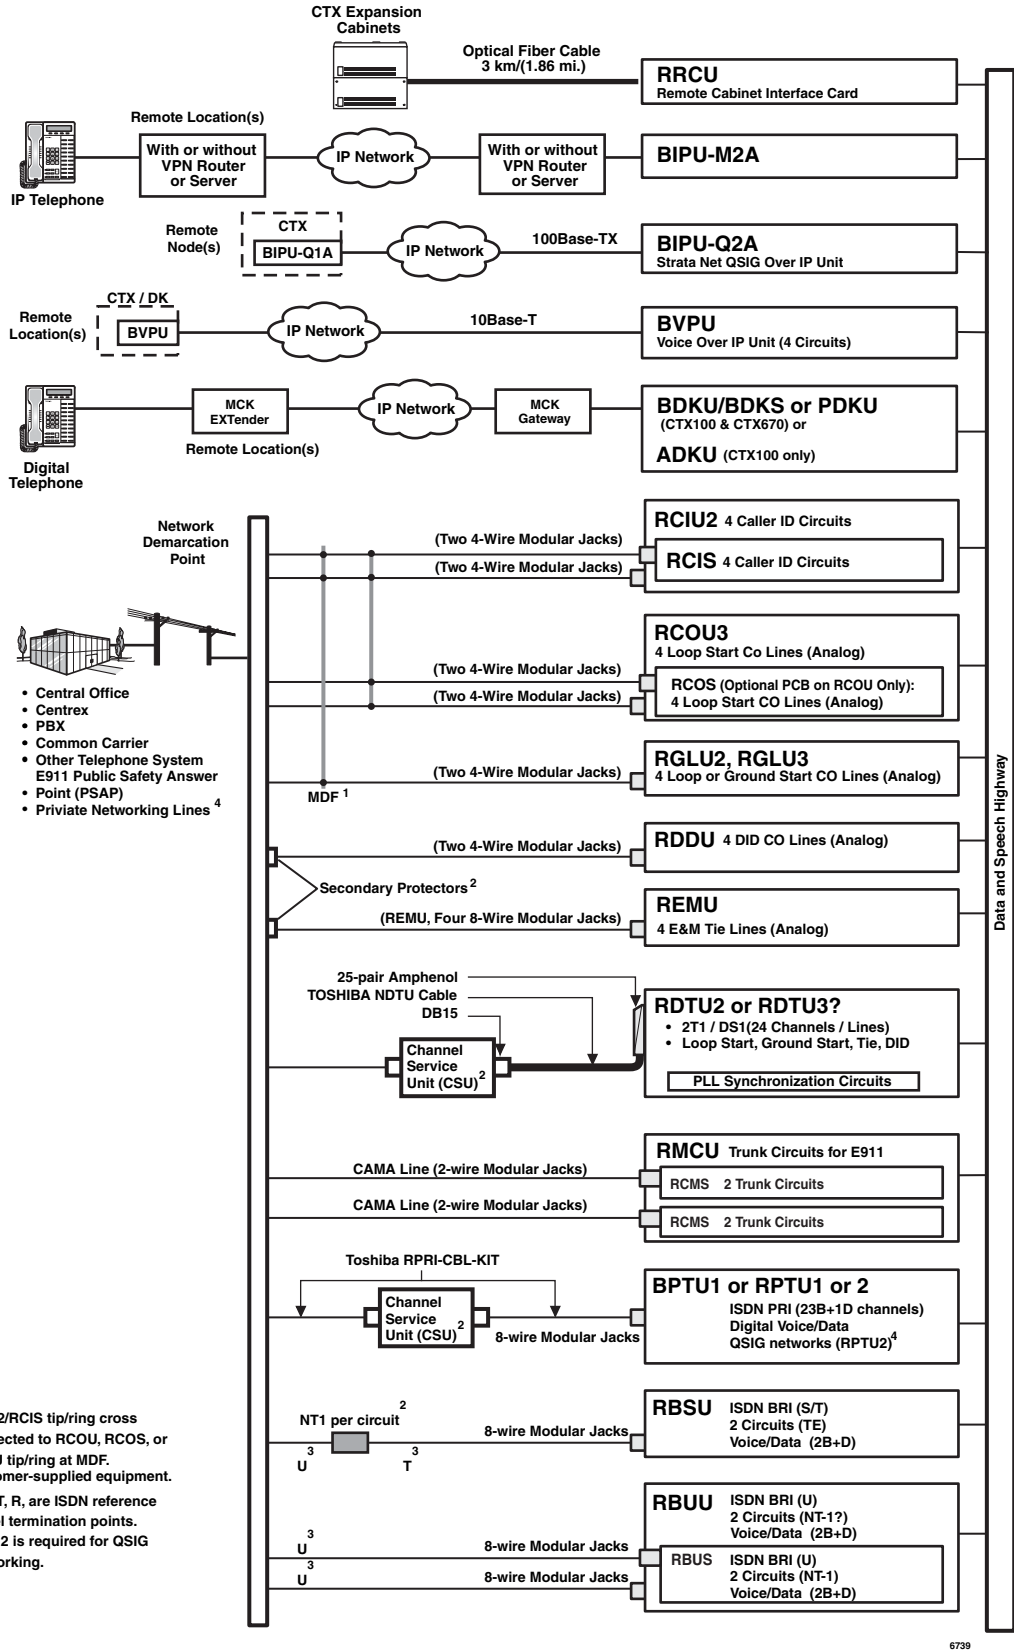 CTX Expansion
Cabinets
Optical Fiber Cable
3 km/(1.86 mi.)
RRCU
Remote Cabinet Interface Card
Remote Location(s)
IP Telephone
With or without
VPN Router
or Server
IP Network
With or without
VPN Router
or Server
BIPU-M2A
Remote
Node(s)
CTX
BIPU-Q1A
IP Network
100Base-TX
BIPU-Q2A
Strata Net QSIG Over IP Unit
Remote
Location(s)
CTX / DK
BVPU
IP Network
10Base-T
BVPU
Voice Over IP Unit (4 Circuits)
Digital
Telephone
MCK
EXTender
Remote Location(s)
IP Network
MCK
Gateway
BDKU/BDKS or PDKU
(CTX100 & CTX670) or
ADKU (CTX100 only)
Network
Demarcation
Point
(Two 4-Wire Modular Jacks)
(Two 4-Wire Modular Jacks)
RCIU2 4 Caller ID Circuits
RCIS 4 Caller ID Circuits
• Central Office
• Centrex
• PBX
• Common Carrier
• Other Telephone System
E911 Public Safety Answer
• Point (PSAP)
• Priviate Networking Lines 4
(Two 4-Wire Modular Jacks)
(Two 4-Wire Modular Jacks)
RCOU3
4 Loop Start Co Lines (Analog)
RCOS (Optional PCB on RCOU Only):
4 Loop Start CO Lines (Analog)
MDF 1
(Two 4-Wire Modular Jacks)
RGLU2, RGLU3
4 Loop or Ground Start CO Lines (Analog)
(Two 4-Wire Modular Jacks)
RDDU 4 DID CO Lines (Analog)
Secondary Protectors 2
(REMU, Four 8-Wire Modular Jacks)
REMU
4 E&M Tie Lines (Analog)
Data and Speech Highway
25-pair Amphenol
TOSHIBA NDTU Cable
DB15
Channel
Service
Unit (CSU) 2
RDTU2 or RDTU3?
• 2T1 / DS1(24 Channels / Lines)
• Loop Start, Ground Start, Tie, DID
PLL Synchronization Circuits
CAMA Line (2-wire Modular Jacks)
CAMA Line (2-wire Modular Jacks)
RMCU Trunk Circuits for E911
RCMS 2 Trunk Circuits
RCMS 2 Trunk Circuits
Toshiba RPRI-CBL-KIT
Channel
Service
Unit (CSU) 2
8-wire Modular Jacks
BPTU1 or RPTU1 or 2
ISDN PRI (23B+1D channels)
Digital Voice/Data
QSIG networks (RPTU2) 4
NT1 per circuit 2
U 3
T 3
8-wire Modular Jacks
RBSU
ISDN BRI (S/T)
2 Circuits (TE)
Voice/Data (2B+D)
U 3
U 3
8-wire Modular Jacks
8-wire Modular Jacks
RBUU
ISDN BRI (U)
2 Circuits (NT-1?)
Voice/Data (2B+D)
RBUS
ISDN BRI (U)
2 Circuits (NT-1)
Voice/Data (2B+D)
2/RCIS tip/ring cross
ected to RCOU, RCOS, or
tip/ring at MDF.
omer-supplied equipment.
T, R, are ISDN reference
el termination points.
2 is required for QSIG
orking.
6739